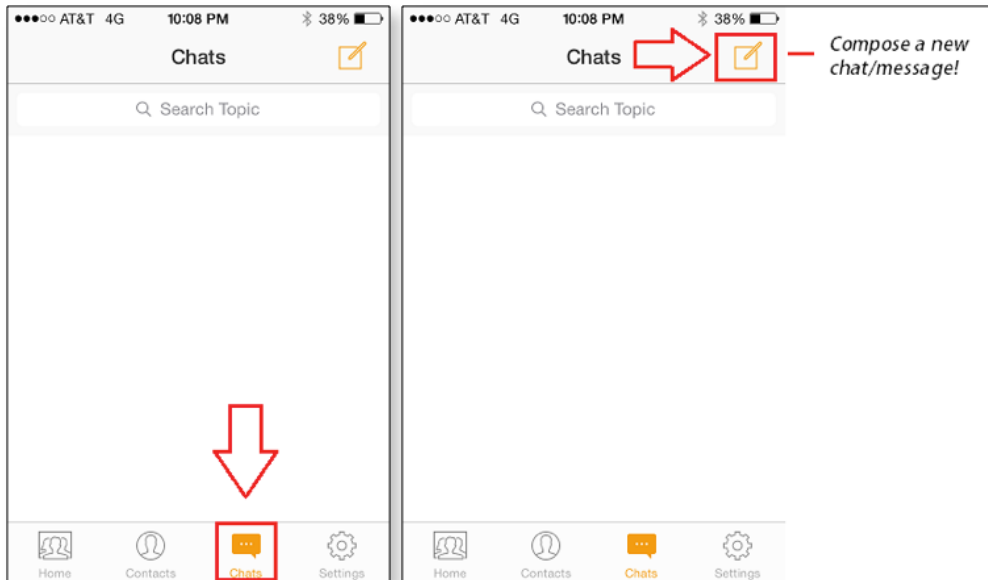 ●●●○○ AT&T 4G 10:08 PM 38%
Chats
Search Topic
Home Contacts Chats Settings
●●●○○ AT&T 4G 10:08 PM 38%
Chats
Search Topic
Home Contacts Chats Settings
Compose a new
chat/message!